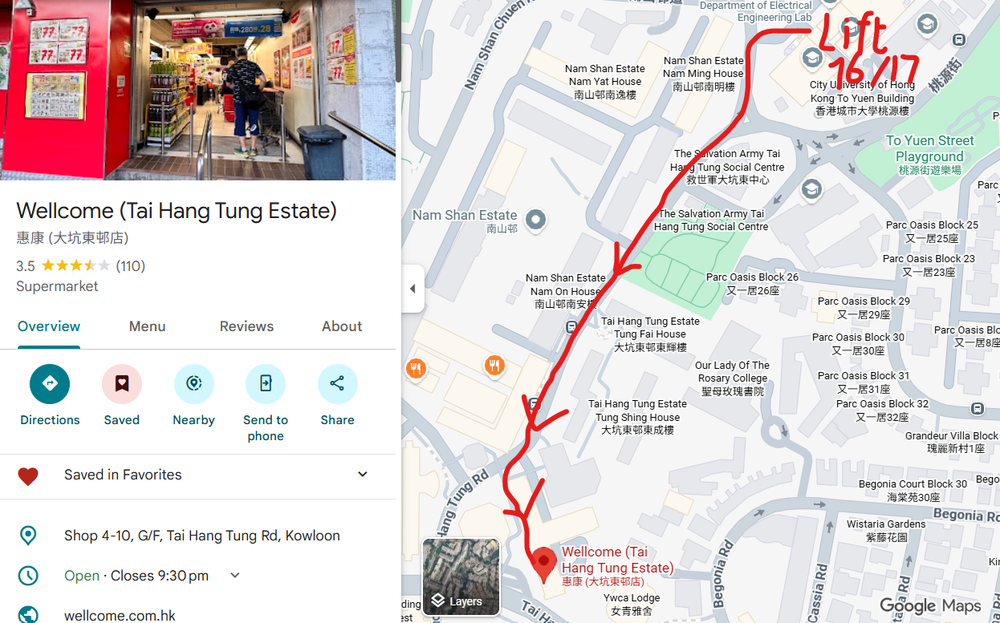 77
77
77
77
280
28
Wellcome (Tai Hang Tung Estate)
惠康 (大坑東邨店)
3.5 (110)
Supermarket
Overview
Menu
Reviews
About
Directions
Saved
Nearby
Send to
phone
Share
Saved in Favorites
Shop 4-10, G/F, Tai Hang Tung Rd, Kowloon
Open · Closes 9:30 pm
wellcome.com.hk
Department of Electrical
Engineering Lab
Lift
16/17
Nam Shan Chuen Rd
Nam Shan Estate
Nam Yat House
南山邨南逸樓
Nam Shan Estate
Nam Ming House
南山邨南明樓
City University of Hong
Kong To Yuen Building
香港城市大學桃源樓
桃源街
To Yuen Street
Playground
桃源街遊樂場
The Salvation Army Tai
Hang Tung Social Centre
救世軍大坑東中心
Parc
Nam Shan Estate
南山邨
The Salvation Army Tai
Hang Tung Social Centre
Parc Oasis Block 25
又一居25座
Parc Oasis Block 23
又一居23座
Nam Shan Estate
Nam On House
南山邨南安樓
Parc Oasis Block 26
又一居26座
Parc Oasis Block 29
又一居29座
Tai Hang Tung Estate
Tung Fai House
大坑東邨東輝樓
Parc Oasis Block 30
又一居30座
Parc Oasis Bloc
又一居8座
Our Lady Of The
Rosary College
聖母玫瑰書院
Parc Oasis Block 31
又一居31座
Parc Oasis Block 32
又一居32座
Tai Hang Tung Estate
Tung Shing House
大坑東邨東成樓
Grandeur Villa Block
瑰麗新村1座
Hang Tung Rd
Begonia Court Block 30
海棠苑30座
Bego
Begonia Rd
Wistaria Gardens
紫藤花園
Wellcome (Tai
Hang Tung Estate)
惠康 (大坑東邨店)
Begonia Rd
Cassia Rd
Ywca Lodge
女青雅舍
Layers
Tai Ha
Google Maps